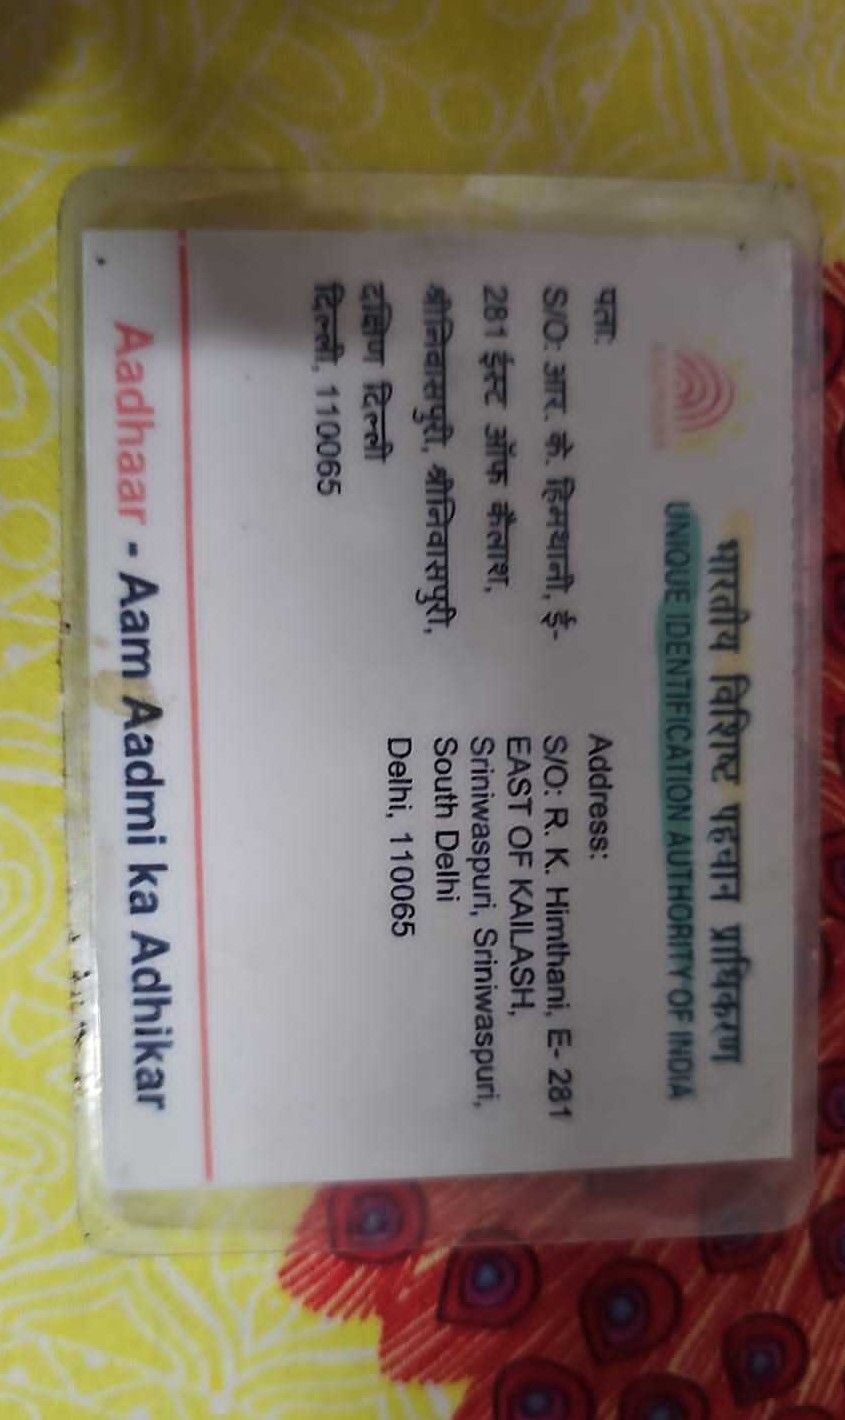 भारतीय विशिष्ट पहचान प्राधिकरण
UNIQUE IDENTIFICATION AUTHORITY OF INDIA
पता:
S/O: आर. के. हिमथानी, ई-
281 ईस्ट ऑफ कैलाश,
श्रीनिवासपुरी, श्रीनिवासपुरी,
दक्षिण दिल्ली
दिल्ली, 110065
Address:
S/O: R. K. Himthani, E- 281
EAST OF KAILASH,
Sriniwaspuri, Sriniwaspuri,
South Delhi
Delhi, 110065
Aadhaar - Aam Aadmi ka Adhikar